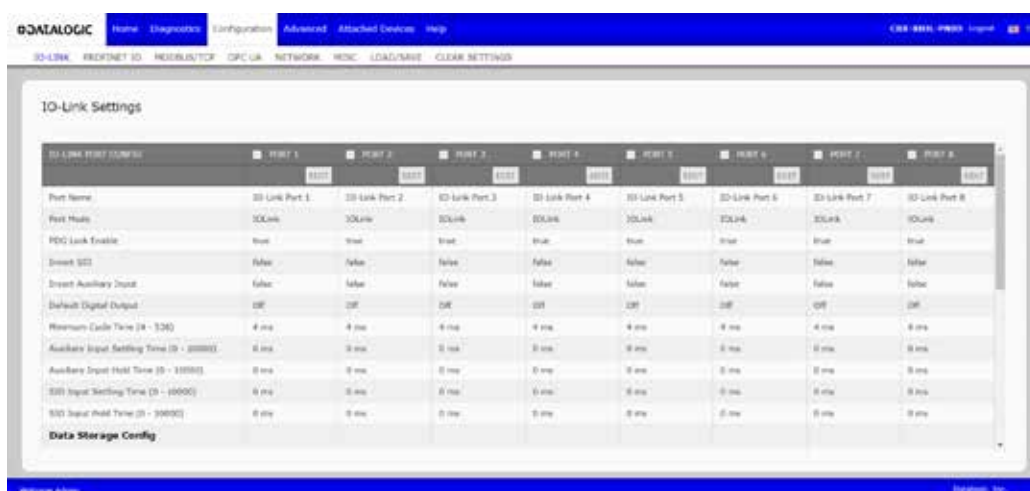 DATALOGIC Home Diagnostics Configuration Advanced Attached Devices Help Logout
IO-LINK PROFINET IO MODBUS/TCP OPC UA NETWORK MISC LOAD/SAVE CLEAR SETTINGS
IO-Link Settings
IO-LINK PORT CONFIG PORT 1 PORT 2 PORT 3 PORT 4 PORT 5 PORT 6 PORT 7 PORT 8
EDIT EDIT EDIT EDIT EDIT EDIT EDIT EDIT
Port Name IO-Link Port 1 IO-Link Port 2 IO-Link Port 3 IO-Link Port 4 IO-Link Port 5 IO-Link Port 6 IO-Link Port 7 IO-Link Port 8
Port Mode IOLink IOLink IOLink IOLink IOLink IOLink IOLink IOLink
PDO Lock Enable true true true true true true true true
Invert SIO false false false false false false false false
Invert Auxiliary Input false false false false false false false false
Default Digital Output Off Off Off Off Off Off Off Off
Minimum Cycle Time (4 - 538) 4 ms 4 ms 4 ms 4 ms 4 ms 4 ms 4 ms 4 ms
Auxiliary Input Settling Time (0 - 10000) 0 ms 0 ms 0 ms 0 ms 0 ms 0 ms 0 ms 0 ms
Auxiliary Input Hold Time (0 - 10000) 0 ms 0 ms 0 ms 0 ms 0 ms 0 ms 0 ms 0 ms
SIO Input Settling Time (0 - 10000) 0 ms 0 ms 0 ms 0 ms 0 ms 0 ms 0 ms 0 ms
SIO Input Hold Time (0 - 10000) 0 ms 0 ms 0 ms 0 ms 0 ms 0 ms 0 ms 0 ms
Data Storage Config